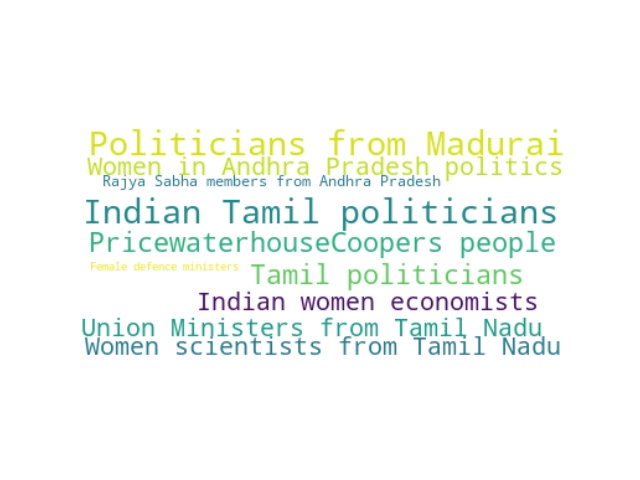 Politicians from Madurai
Women in Andhra Pradesh politics
Rajya Sabha members from Andhra Pradesh
Indian Tamil politicians
PricewaterhouseCoopers people
Female defence ministers
Tamil politicians
Indian women economists
Union Ministers from Tamil Nadu
Women scientists from Tamil Nadu